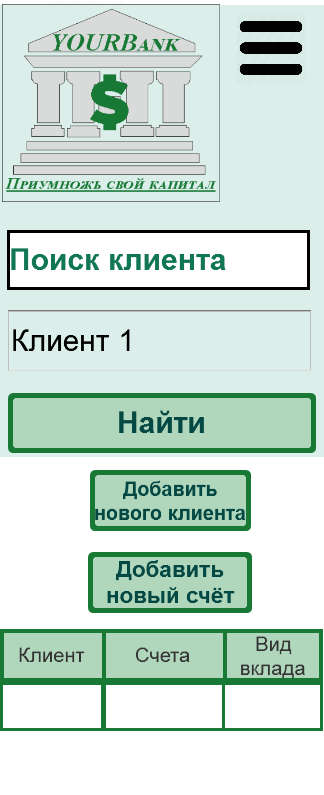 YOURBANK
$
Приумножь свой капитал
Поиск клиента
Клиент 1
Найти
Добавить
нового клиента
Добавить
новый счёт
Клиент
Счета
Вид
вклада